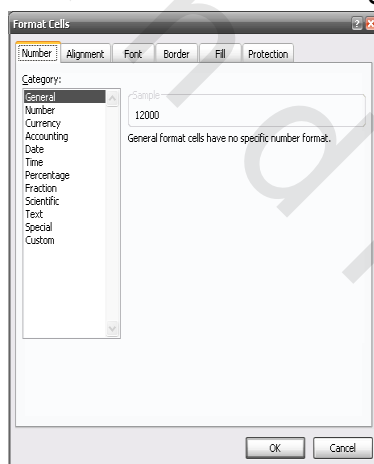 Format Cells
Number Alignment Font Border Fill Protection
Category:
General
Number
Currency
Accounting
Date
Time
Percentage
Fraction
Scientific
Text
Special
Custom
Sample
12000
General format cells have no specific number format.
OK Cancel